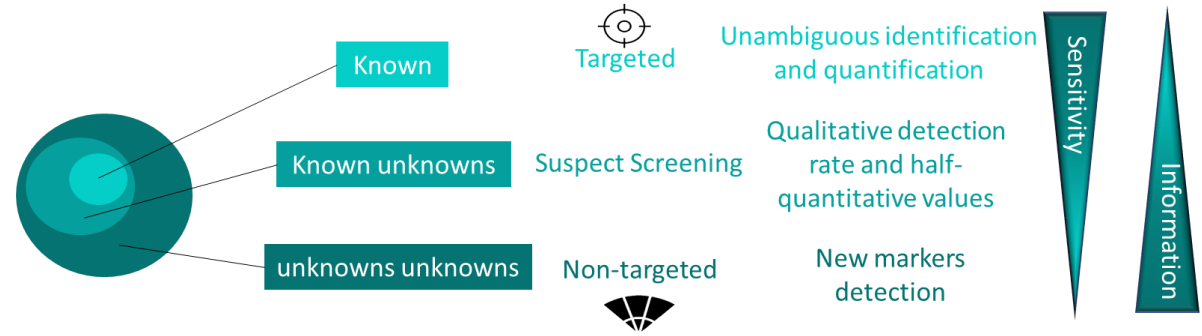 Known
Targeted
Unambiguous identification
and quantification
Known unknowns
Suspect Screening
Qualitative detection
rate and half-
quantitative values
unknowns unknowns
Non-targeted
New markers
detection
Sensitivity
Information